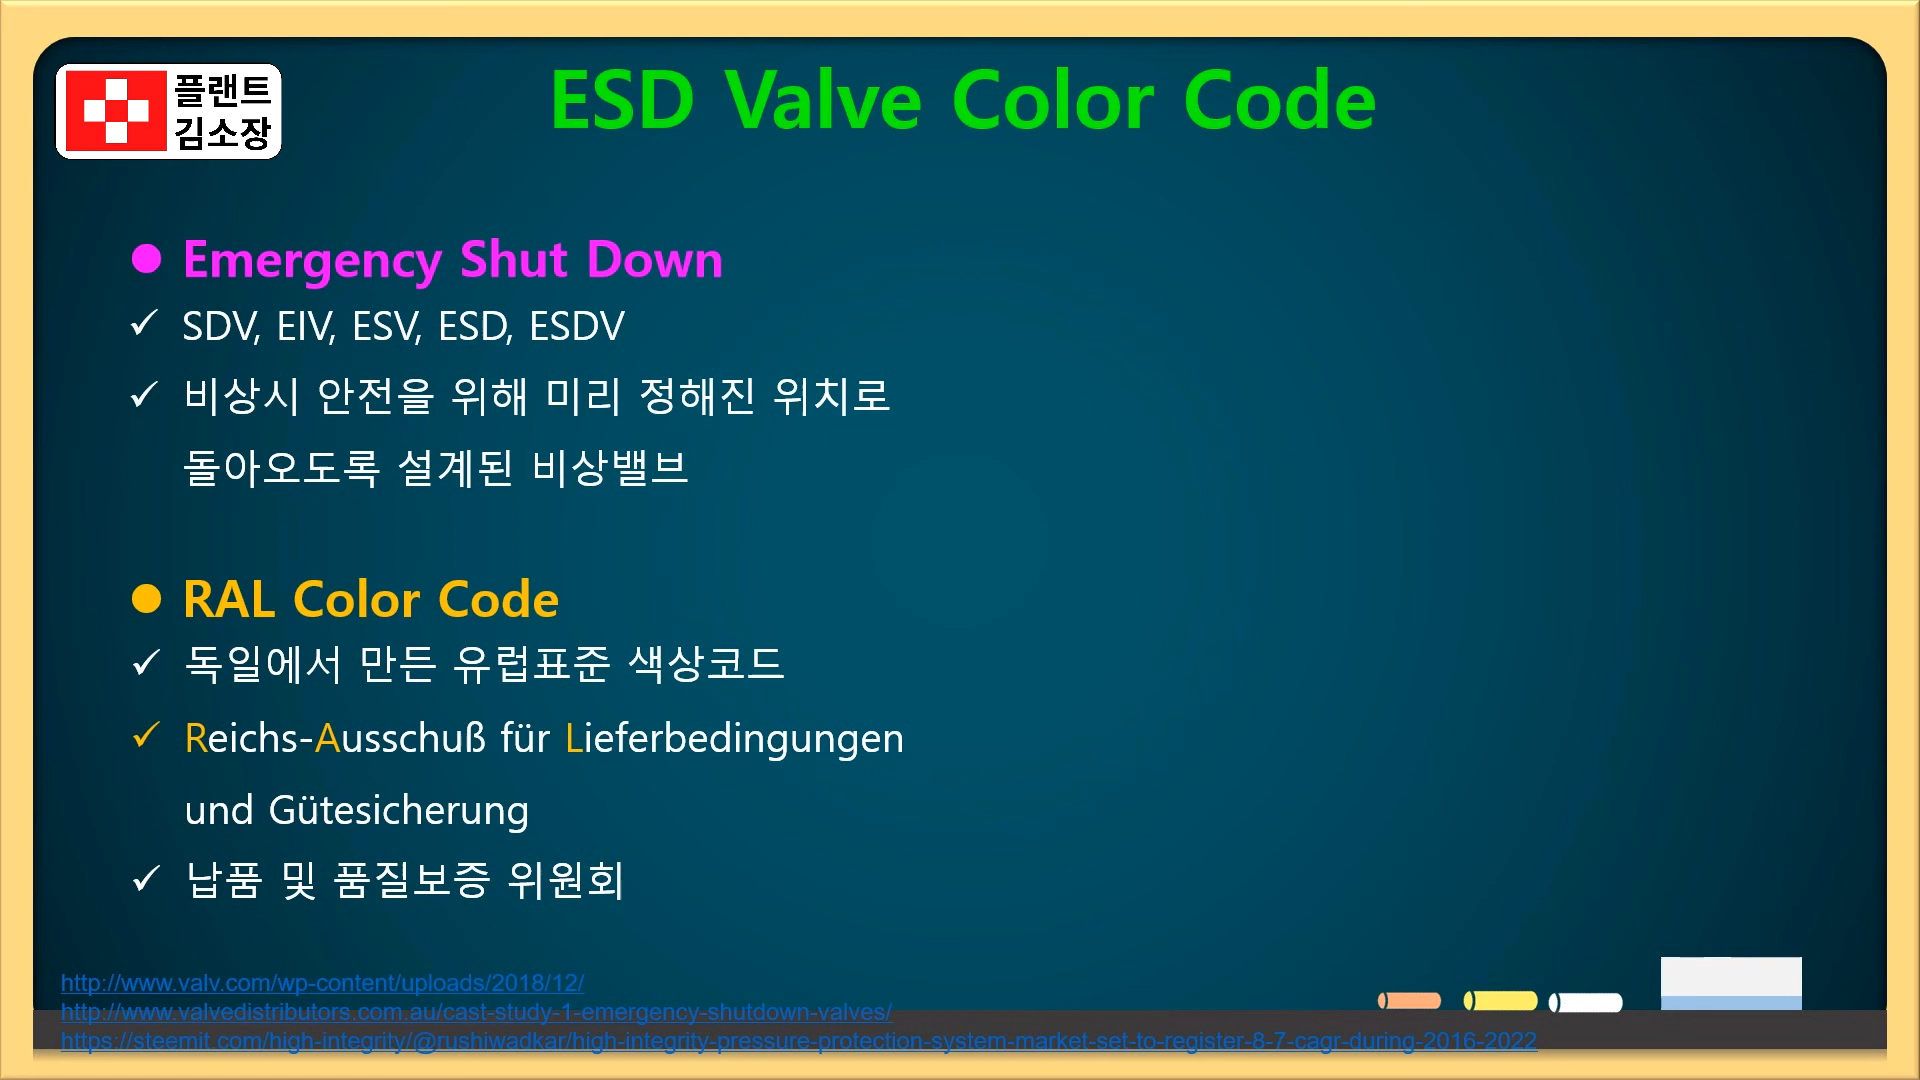 플랜트
김소장
ESD Valve Color Code
Emergency Shut Down
SDV, EIV, ESV, ESD, ESDV
비상시 안전을 위해 미리 정해진 위치로
돌아오도록 설계된 비상밸브
RAL Color Code
독일에서 만든 유럽표준 색상코드
Reichs-Ausschuß für Lieferbedingungen
und Gütesicherung
납품 및 품질보증 위원회
http://www.valv.com/wp-content/uploads/2018/12/
http://www.valvedistributors.com.au/cast-study-1-emergency-shutdown-valves/
https://steemit.com/high-integrity/@rushiwadkar/high-integrity-pressure-protection-system-market-set-to-register-8-7-cagr-during-2016-2022